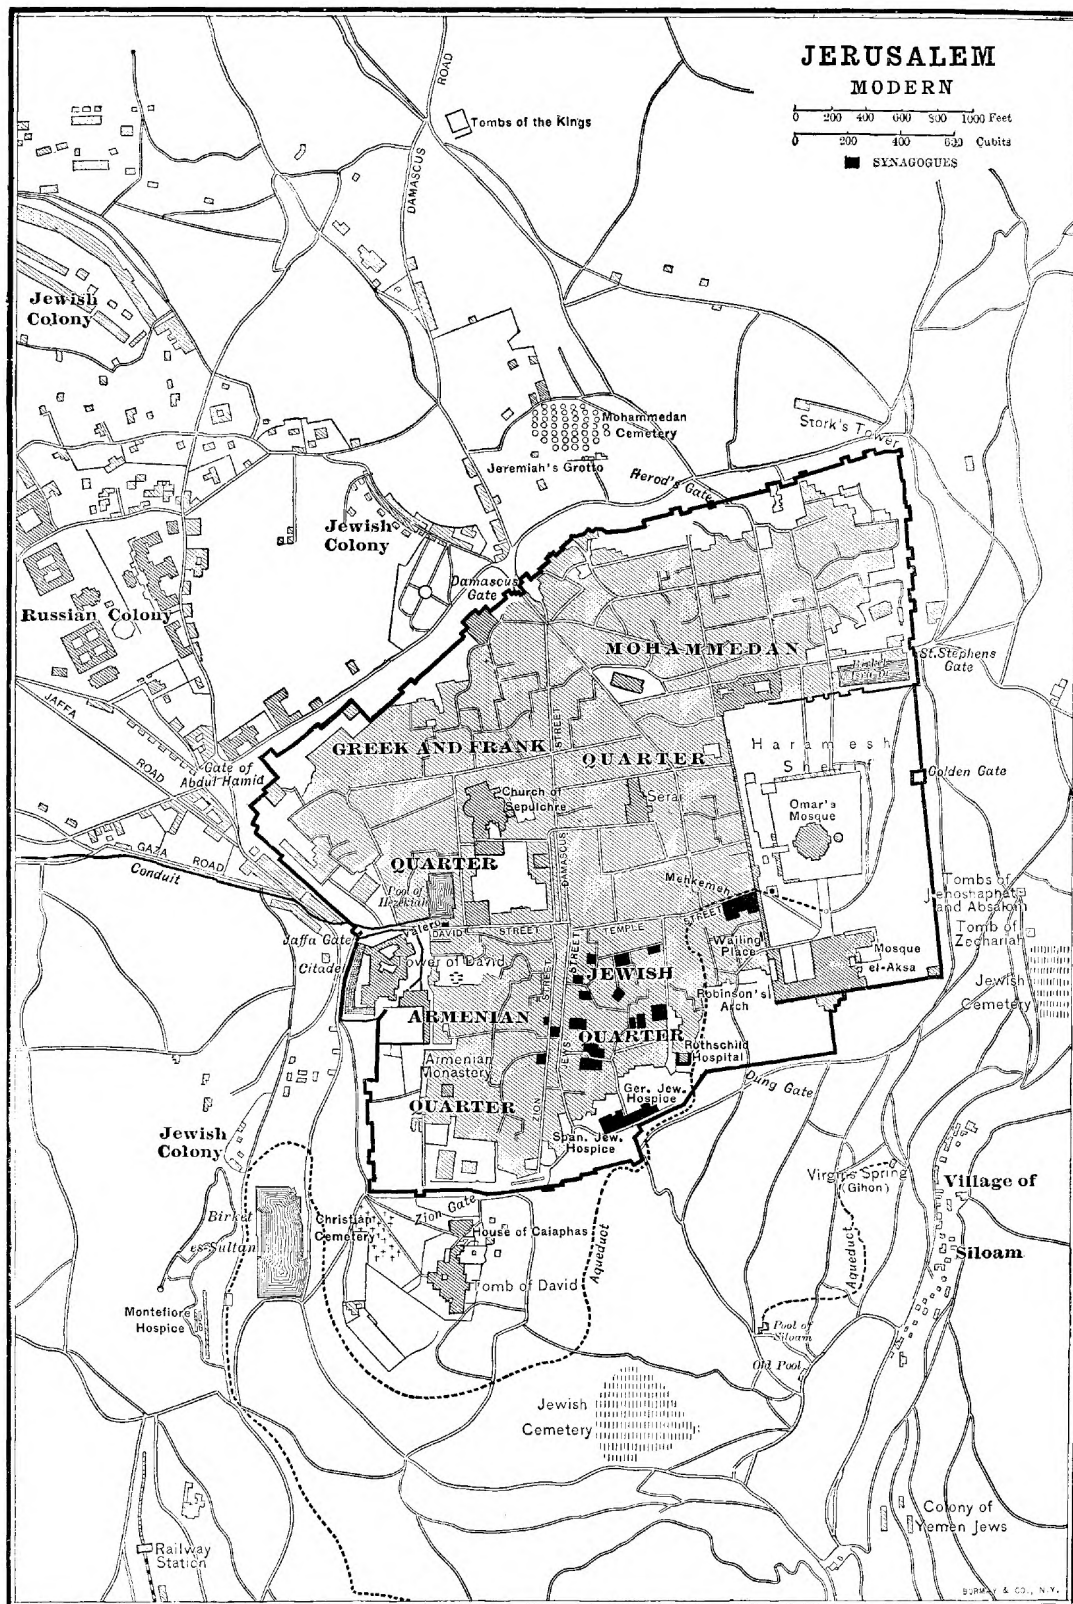 JERUSALEM
MODERN
0 200 400 600 800 1000 Feet
0 200 400 600 Cubits
SYNAGOGUES
ROAD
DAMASCUS
Tombs of the Kings
Jewish
Colony
Mohammedan
Cemetery
Jeremiah's Grotto
Stork's Tower
Herod's Gate
Jewish
Colony
Damascus
Gate
Russian Colony
MOHAMMEDAN
St. Stephens
Gate
Birket
JAFFA
ROAD
GREEK AND FRANK
STREET
QUARTER
Haram esh
Sherif
Gate of
Abdul Hamid
Golden Gate
Church of
Sepulchre
Serai
Omar's
Mosque
GAZA ROAD
Conduit
QUARTER
DAMASCUS
Pool of
Hezekiah
Mehkemeh
Tombs of
Jehoshaphet
and Absalom
Valero
DAVID STREET
TEMPLE STREET
Jaffa Gate
Citadel
Tower of David
Wailing
Place
Mosque
el-Aksa
Tomb of
Zechariah
STREET
STREET
JEWISH
Robinson's
Arch
Jewish
Cemetery
ARMENIAN
QUARTER
JEWS
Rothschild
Hospital
Armenian
Monastery
Dung Gate
QUARTER
ZION
Ger. Jew.
Hospice
Span. Jew.
Hospice
Jewish
Colony
Virgin's Spring
(Gihon)
Village of
Siloam
Birket
es-Sultan
Christian
Cemetery
Zion Gate
House of Caiaphas
Aqueduct
Aqueduct
Tomb of David
Montefiore
Hospice
Pool of
Siloam
Old Pool
Jewish
Cemetery
Colony of
Yemen Jews
Railway
Station
BORMAY & CO., N.Y.